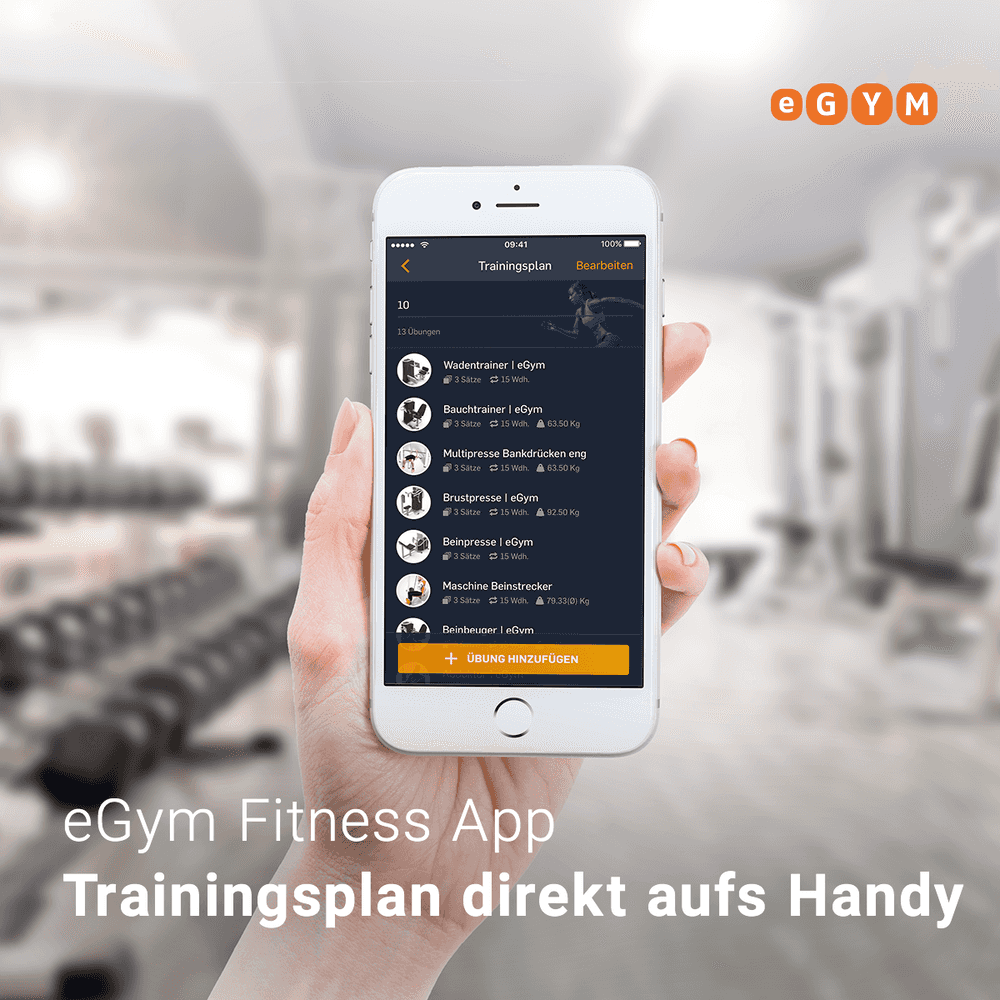 eGYM
09:41
100%
Trainingsplan
Bearbeiten
10
13 Übungen
Wadentrainer | eGym
3 Sätze 15 Wdh.
Bauchtrainer | eGym
3 Sätze 15 Wdh. 63.50 Kg
Multipresse Bankdrücken eng
3 Sätze 15 Wdh. 63.50 Kg
Brustpresse | eGym
3 Sätze 15 Wdh. 92.50 Kg
Beinpresse | eGym
3 Sätze 15 Wdh.
Maschine Beinstrecker
3 Sätze 15 Wdh. 79.33(Ø) Kg
Beinbeuger | eGym
+ ÜBUNG HINZUFÜGEN
eGym Fitness App
Trainingsplan direkt aufs Handy